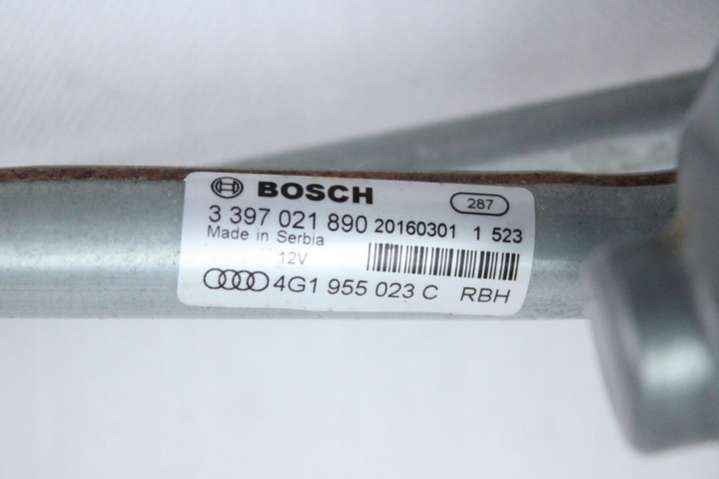 BOSCH 287
3 397 021 890 20160301 1 523
Made in Serbia
12V
4G1 955 023 C RBH